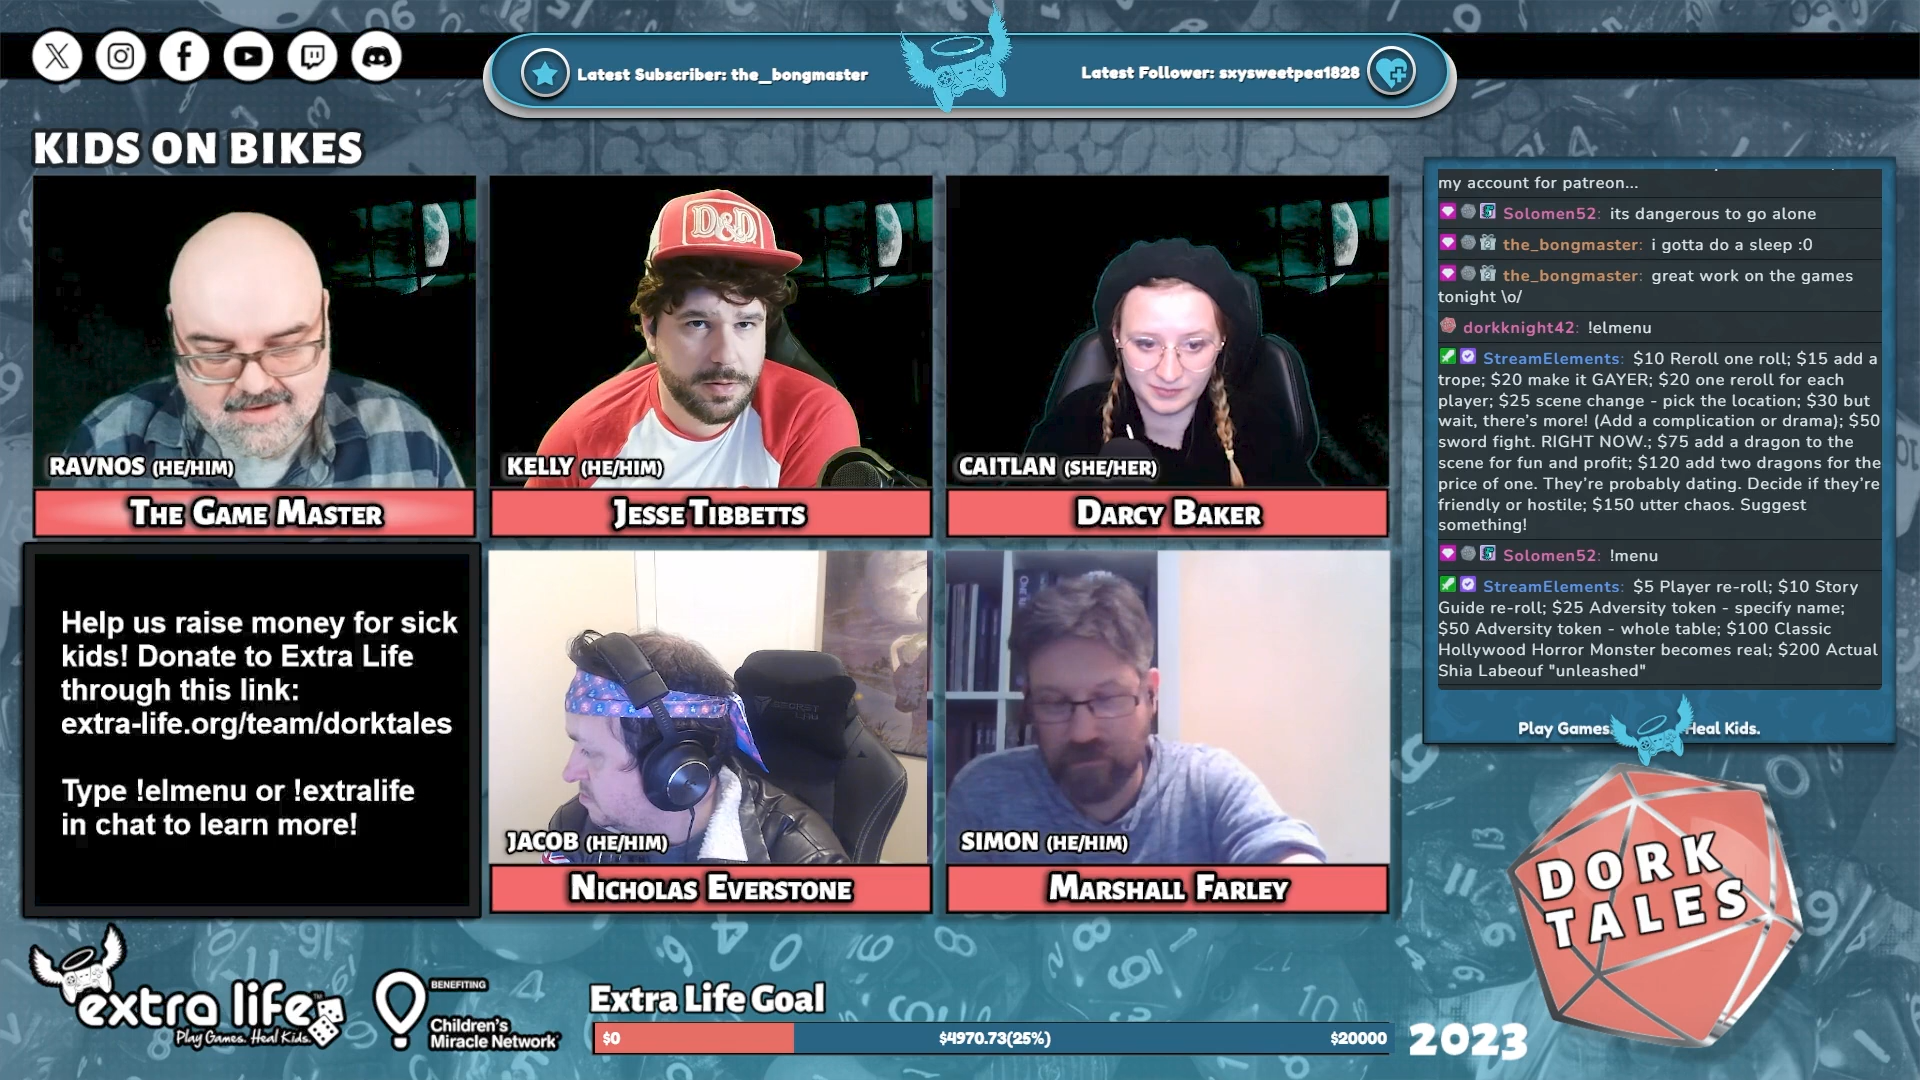 Latest Subscriber: the_bongmaster
Latest Follower: sxysweetpea1828
KIDS ON BIKES
D&D
RAVNOS (HE/HIM)
THE GAME MASTER
KELLY (HE/HIM)
JESSE TIBBETTS
CAITLAN (SHE/HER)
DARCY BAKER
Help us raise money for sick
kids! Donate to Extra Life
through this link:
extra-life.org/team/dorktales
Type !elmenu or !extralife
in chat to learn more!
JACOB (HE/HIM)
NICHOLAS EVERSTONE
SIMON (HE/HIM)
MARSHALL FARLEY
my account for patreon...
Solomen52: its dangerous to go alone
the_bongmaster: i gotta do a sleep :0
the_bongmaster: great work on the games
tonight \o/
dorkknight42: !elmenu
StreamElements: $10 Reroll one roll; $15 add a
trope; $20 make it GAYER; $20 one reroll for each
player; $25 scene change - pick the location; $30 but
wait, there's more! (Add a complication or drama); $50
sword fight. RIGHT NOW.; $75 add a dragon to the
scene for fun and profit; $120 add two dragons for the
price of one. They're probably dating. Decide if they're
friendly or hostile; $150 utter chaos. Suggest
something!
Solomen52: !menu
StreamElements: $5 Player re-roll; $10 Story
Guide re-roll; $25 Adversity token - specify name;
$50 Adversity token - whole table; $100 Classic
Hollywood Horror Monster becomes real; $200 Actual
Shia Labeouf "unleashed"
Play Games. Heal Kids.
DORK
TALES
extra life
Play Games. Heal Kids.
BENEFITING
Children's
Miracle Network
Extra Life Goal
$0
$4970.73(25%)
$20000
2023